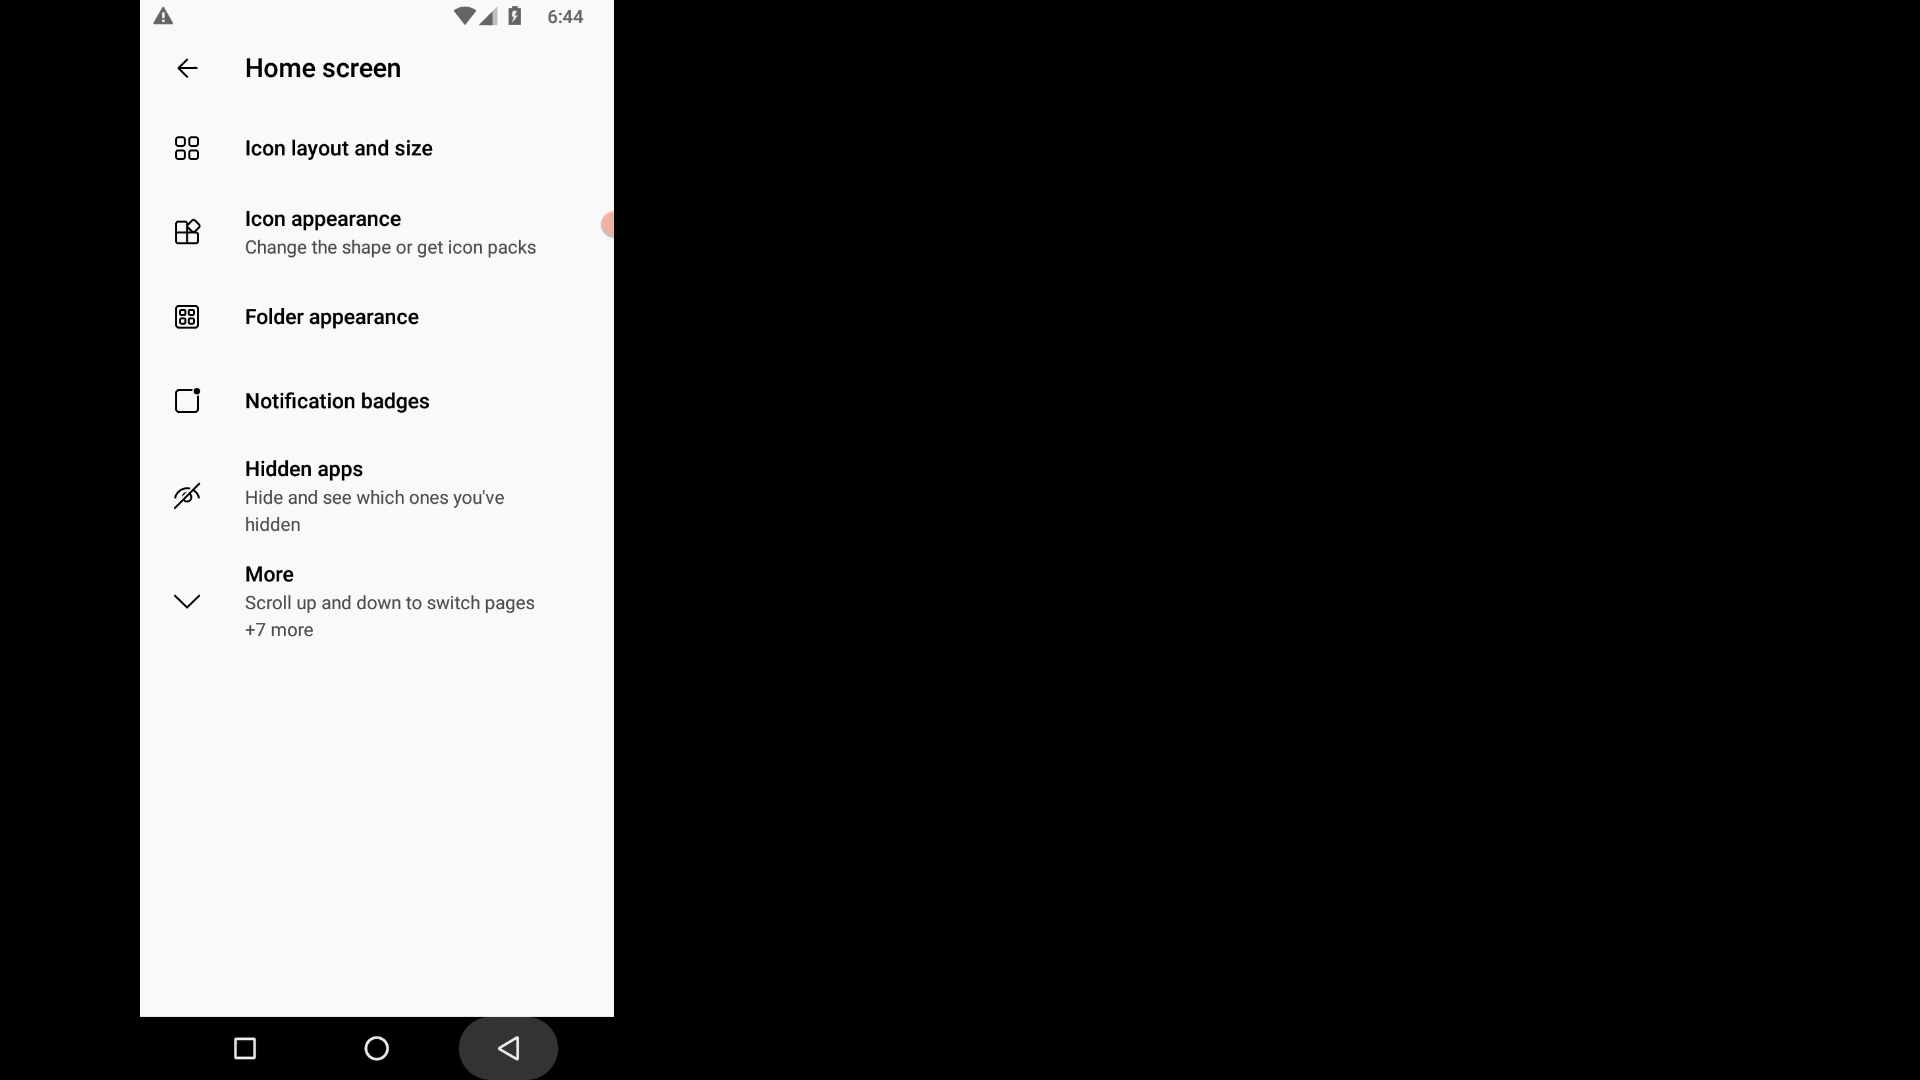 6:44
Home screen
Icon layout and size
Icon appearance
Change the shape or get icon packs
Folder appearance
Notification badges
Hidden apps
Hide and see which ones you've
hidden
More
Scroll up and down to switch pages
+7 more